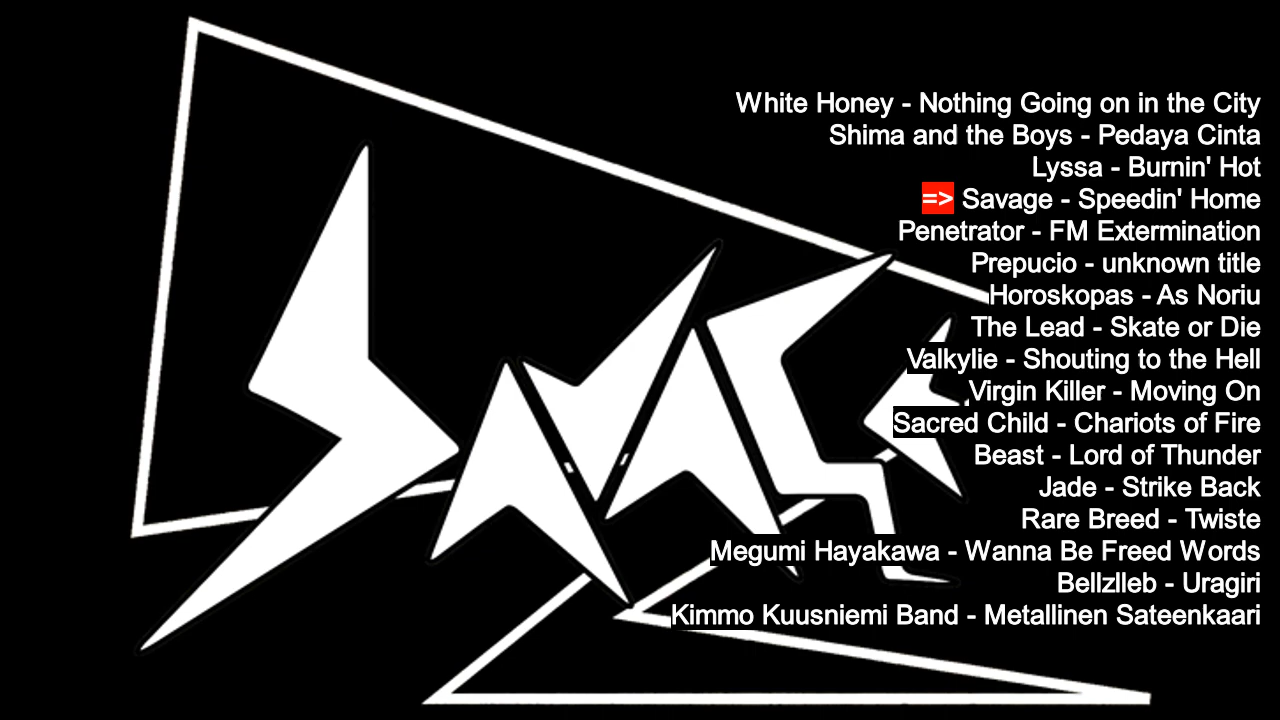 White Honey - Nothing Going on in the City
Shima and the Boys - Pedaya Cinta
Lyssa - Burnin' Hot
=> Savage - Speedin' Home
Penetrator - FM Extermination
Prepucio - unknown title
Horoskopas - As Noriu
The Lead - Skate or Die
Valkylie - Shouting to the Hell
Virgin Killer - Moving On
Sacred Child - Chariots of Fire
Beast - Lord of Thunder
Jade - Strike Back
Rare Breed - Twiste
Megumi Hayakawa - Wanna Be Freed Words
Bellzlleb - Uragiri
Kimmo Kuusniemi Band - Metallinen Sateenkaari
SAVAGE